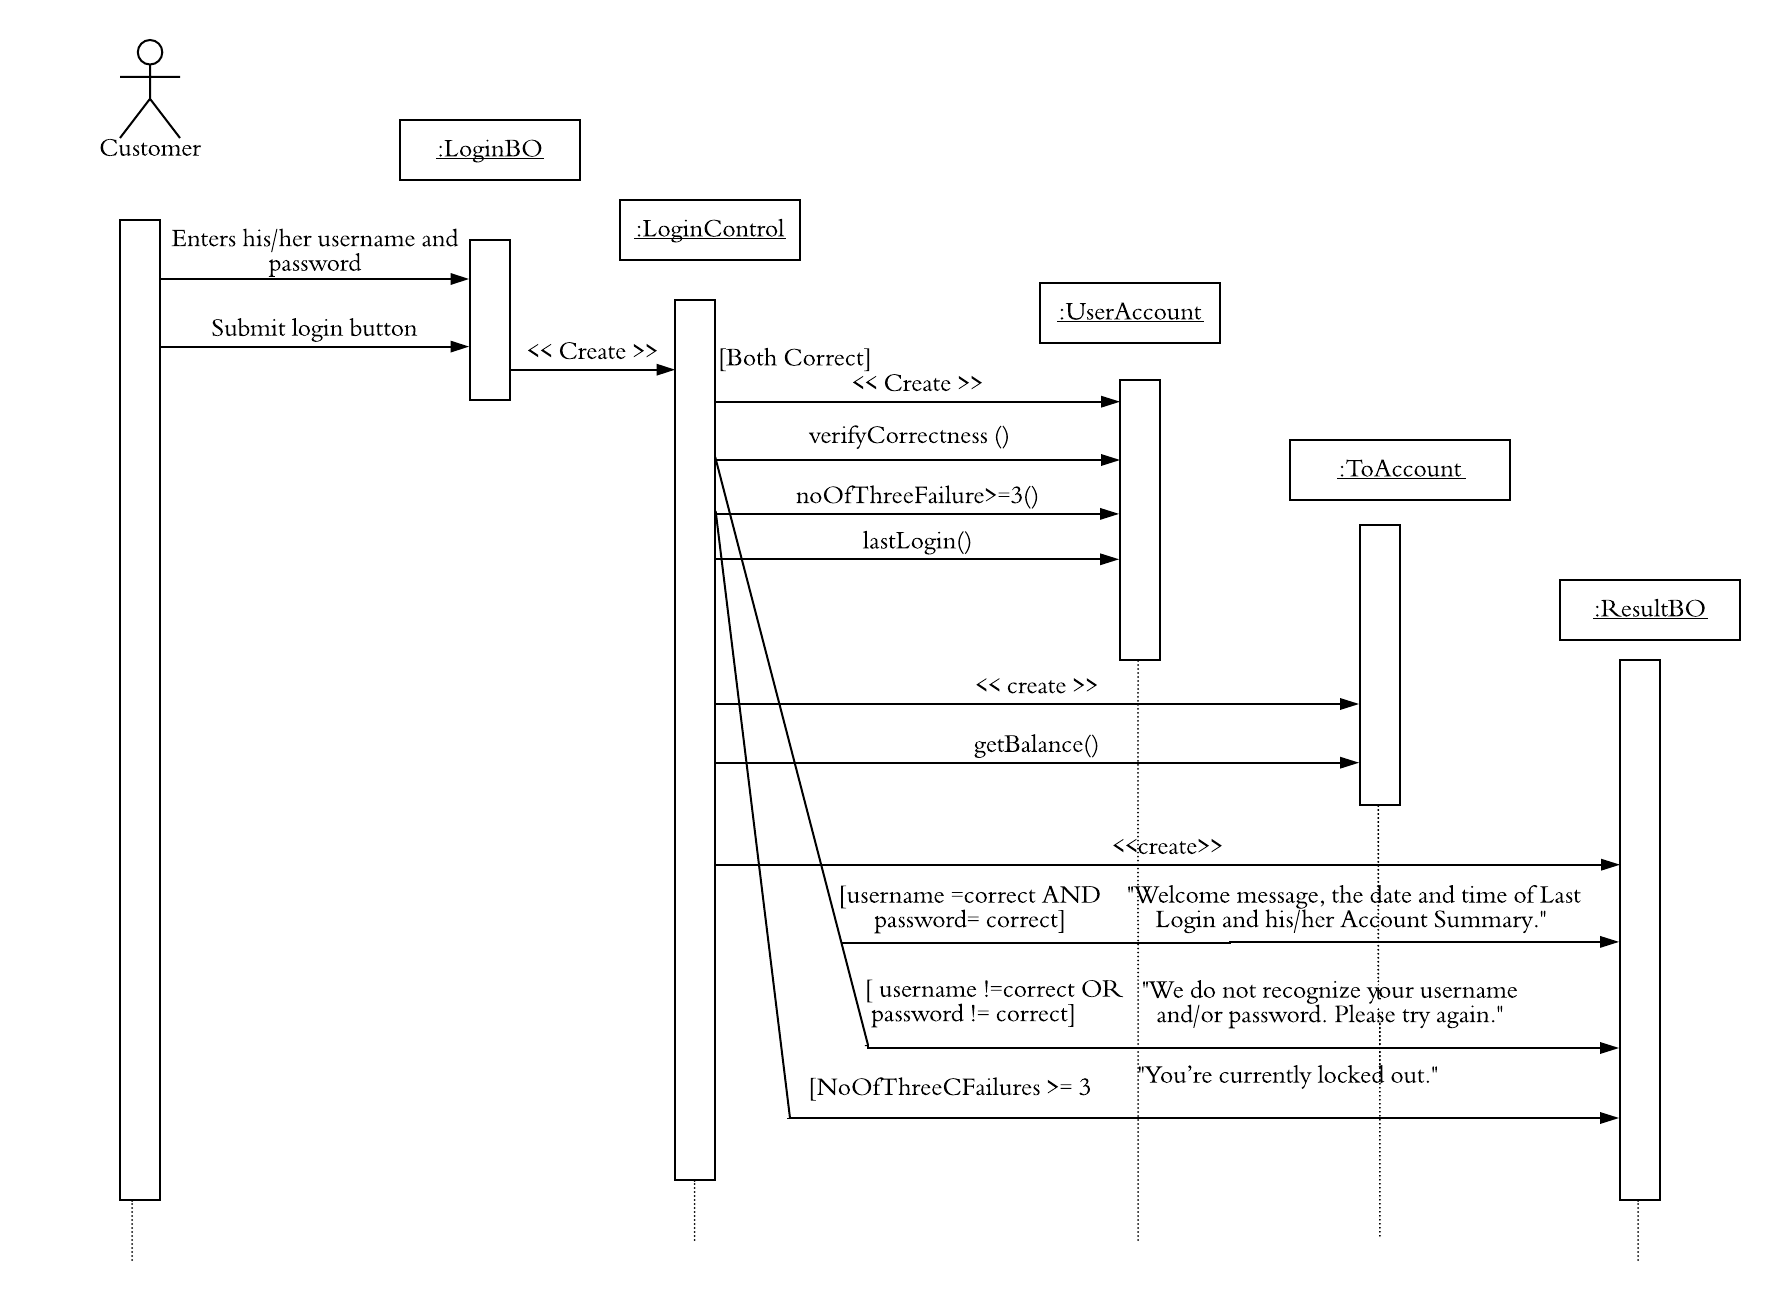 Customer
:LoginBO
:LoginControl
Enters his/her username and
password
:UserAccount
Submit login button
<< Create >>
[Both Correct]
<< Create >>
verifyCorrectness ()
:ToAccount
noOfThreeFailure>=3()
lastLogin()
:ResultBO
<< create >>
getBalance()
<<create>>
[username =correct AND
password= correct]
"Welcome message, the date and time of Last
Login and his/her Account Summary."
[ username !=correct OR
password != correct]
"We do not recognize your username
and/or password. Please try again."
"You're currently locked out."
[NoOfThreeCFailures >= 3